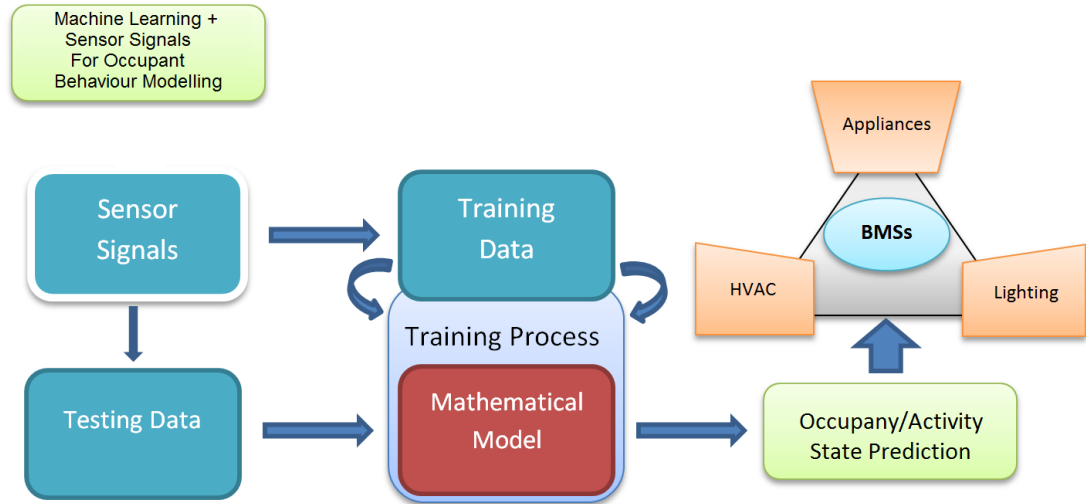 Machine Learning +
Sensor Signals
For Occupant
Behaviour Modelling
Appliances
Sensor
Signals
Training
Data
BMSs
HVAC
Lighting
Training Process
Testing Data
Mathematical
Model
Occupany/Activity
State Prediction